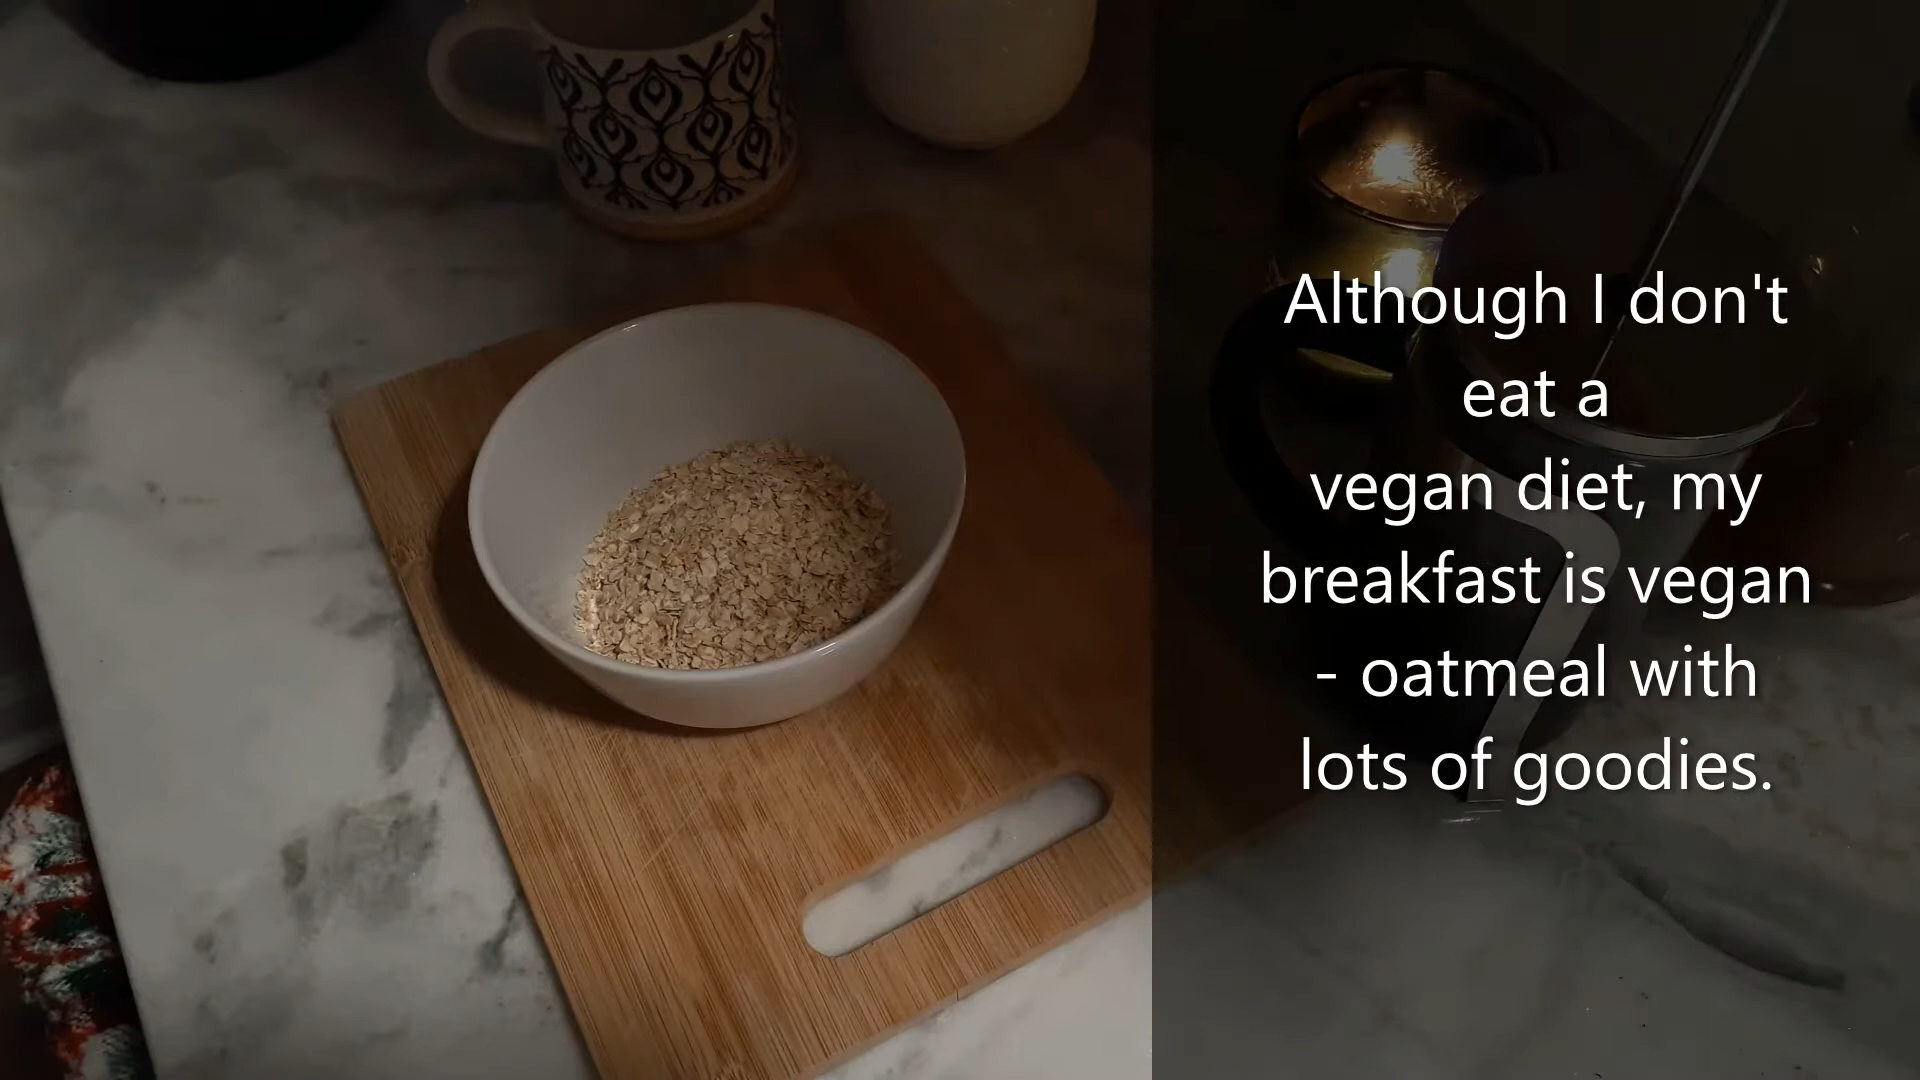 Although I don't
eat a
vegan diet, my
breakfast is vegan
- oatmeal with
lots of goodies.